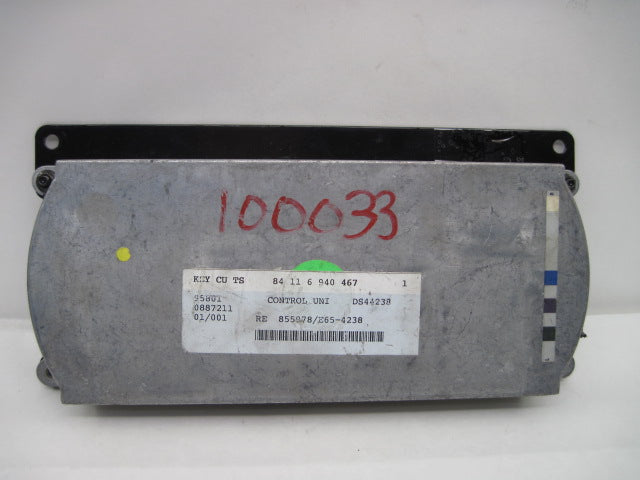 100033
KEY CU TS 84 11 6 940 467 1
95801 CONTROL UNI DS44238
0887211
01/001 RE 855978/E65-4238